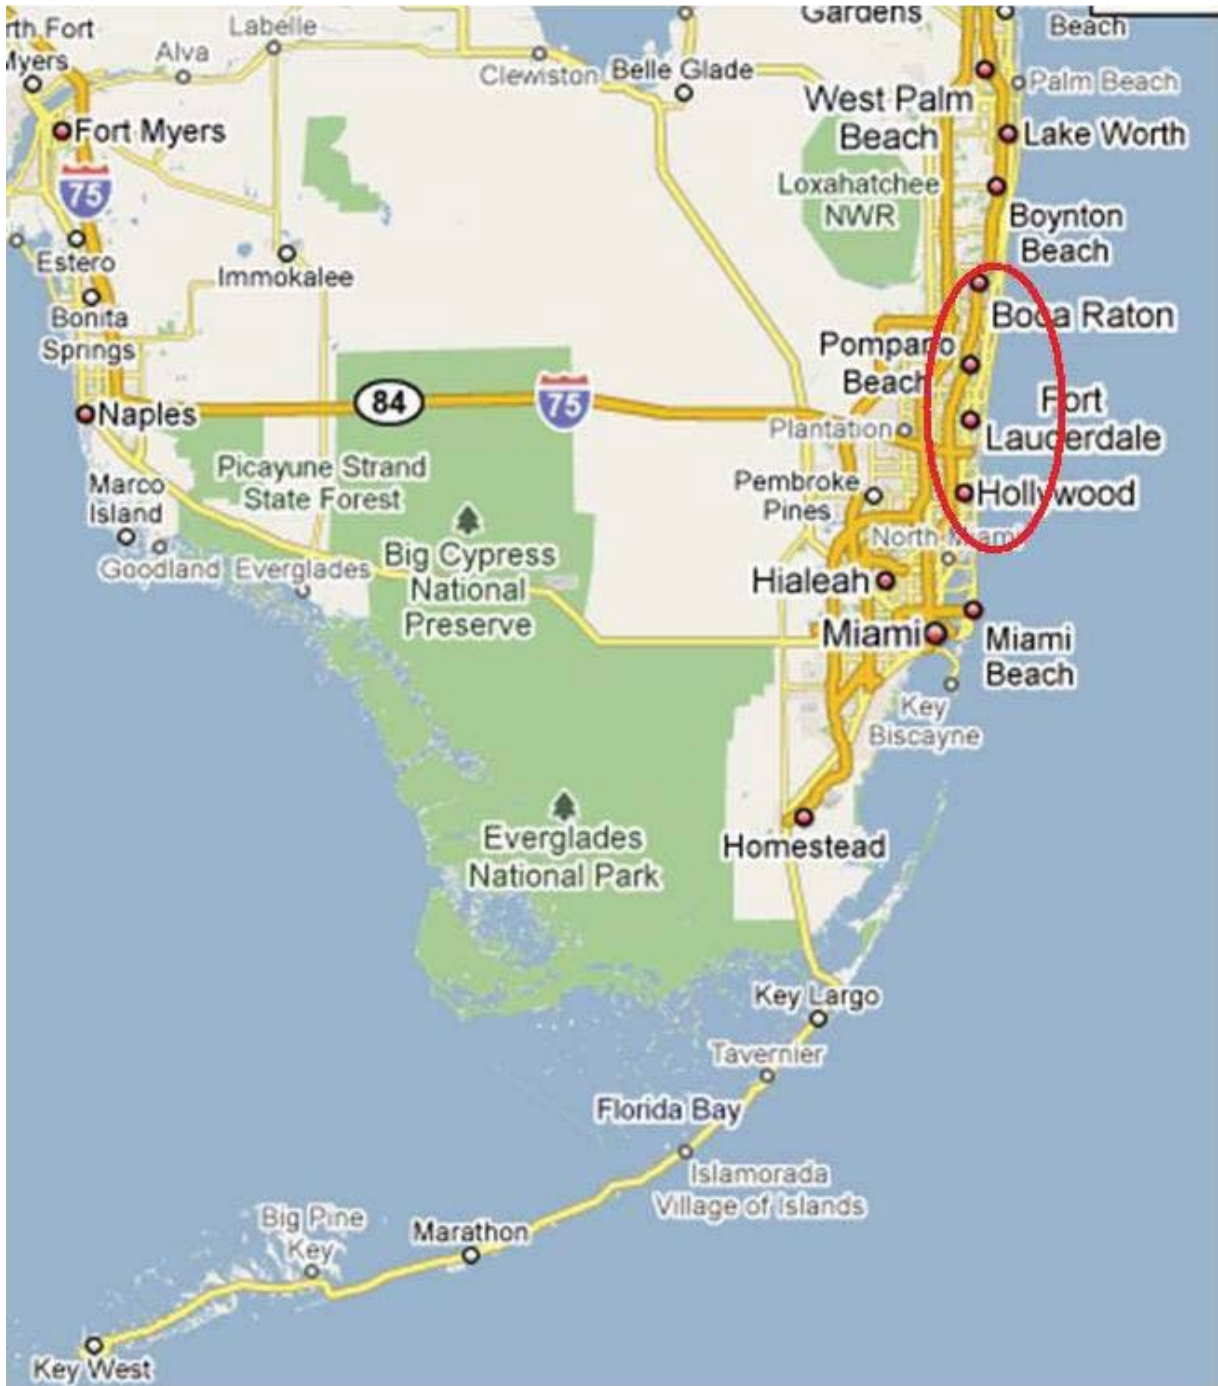 Gardens
Beach
rth Fort
Myers
Labelle
Alva
Clewiston
Belle Glade
Palm Beach
West Palm
Beach
Fort Myers
Lake Worth
75
Loxahatchee
NWR
Boynton
Beach
Estero
Immokalee
Bonita
Springs
Boca Raton
Pompano
Beach
84
75
Fort
Lauderdale
Naples
Plantation
Picayune Strand
State Forest
Marco
Island
Pembroke
Pines
Hollywood
North Miami
Big Cypress
National
Preserve
Goodland
Everglades
Hialeah
Miami
Miami
Beach
Key
Biscayne
Everglades
National Park
Homestead
Key Largo
Tavernier
Florida Bay
Islamorada
Village of Islands
Big Pine
Key
Marathon
Key West